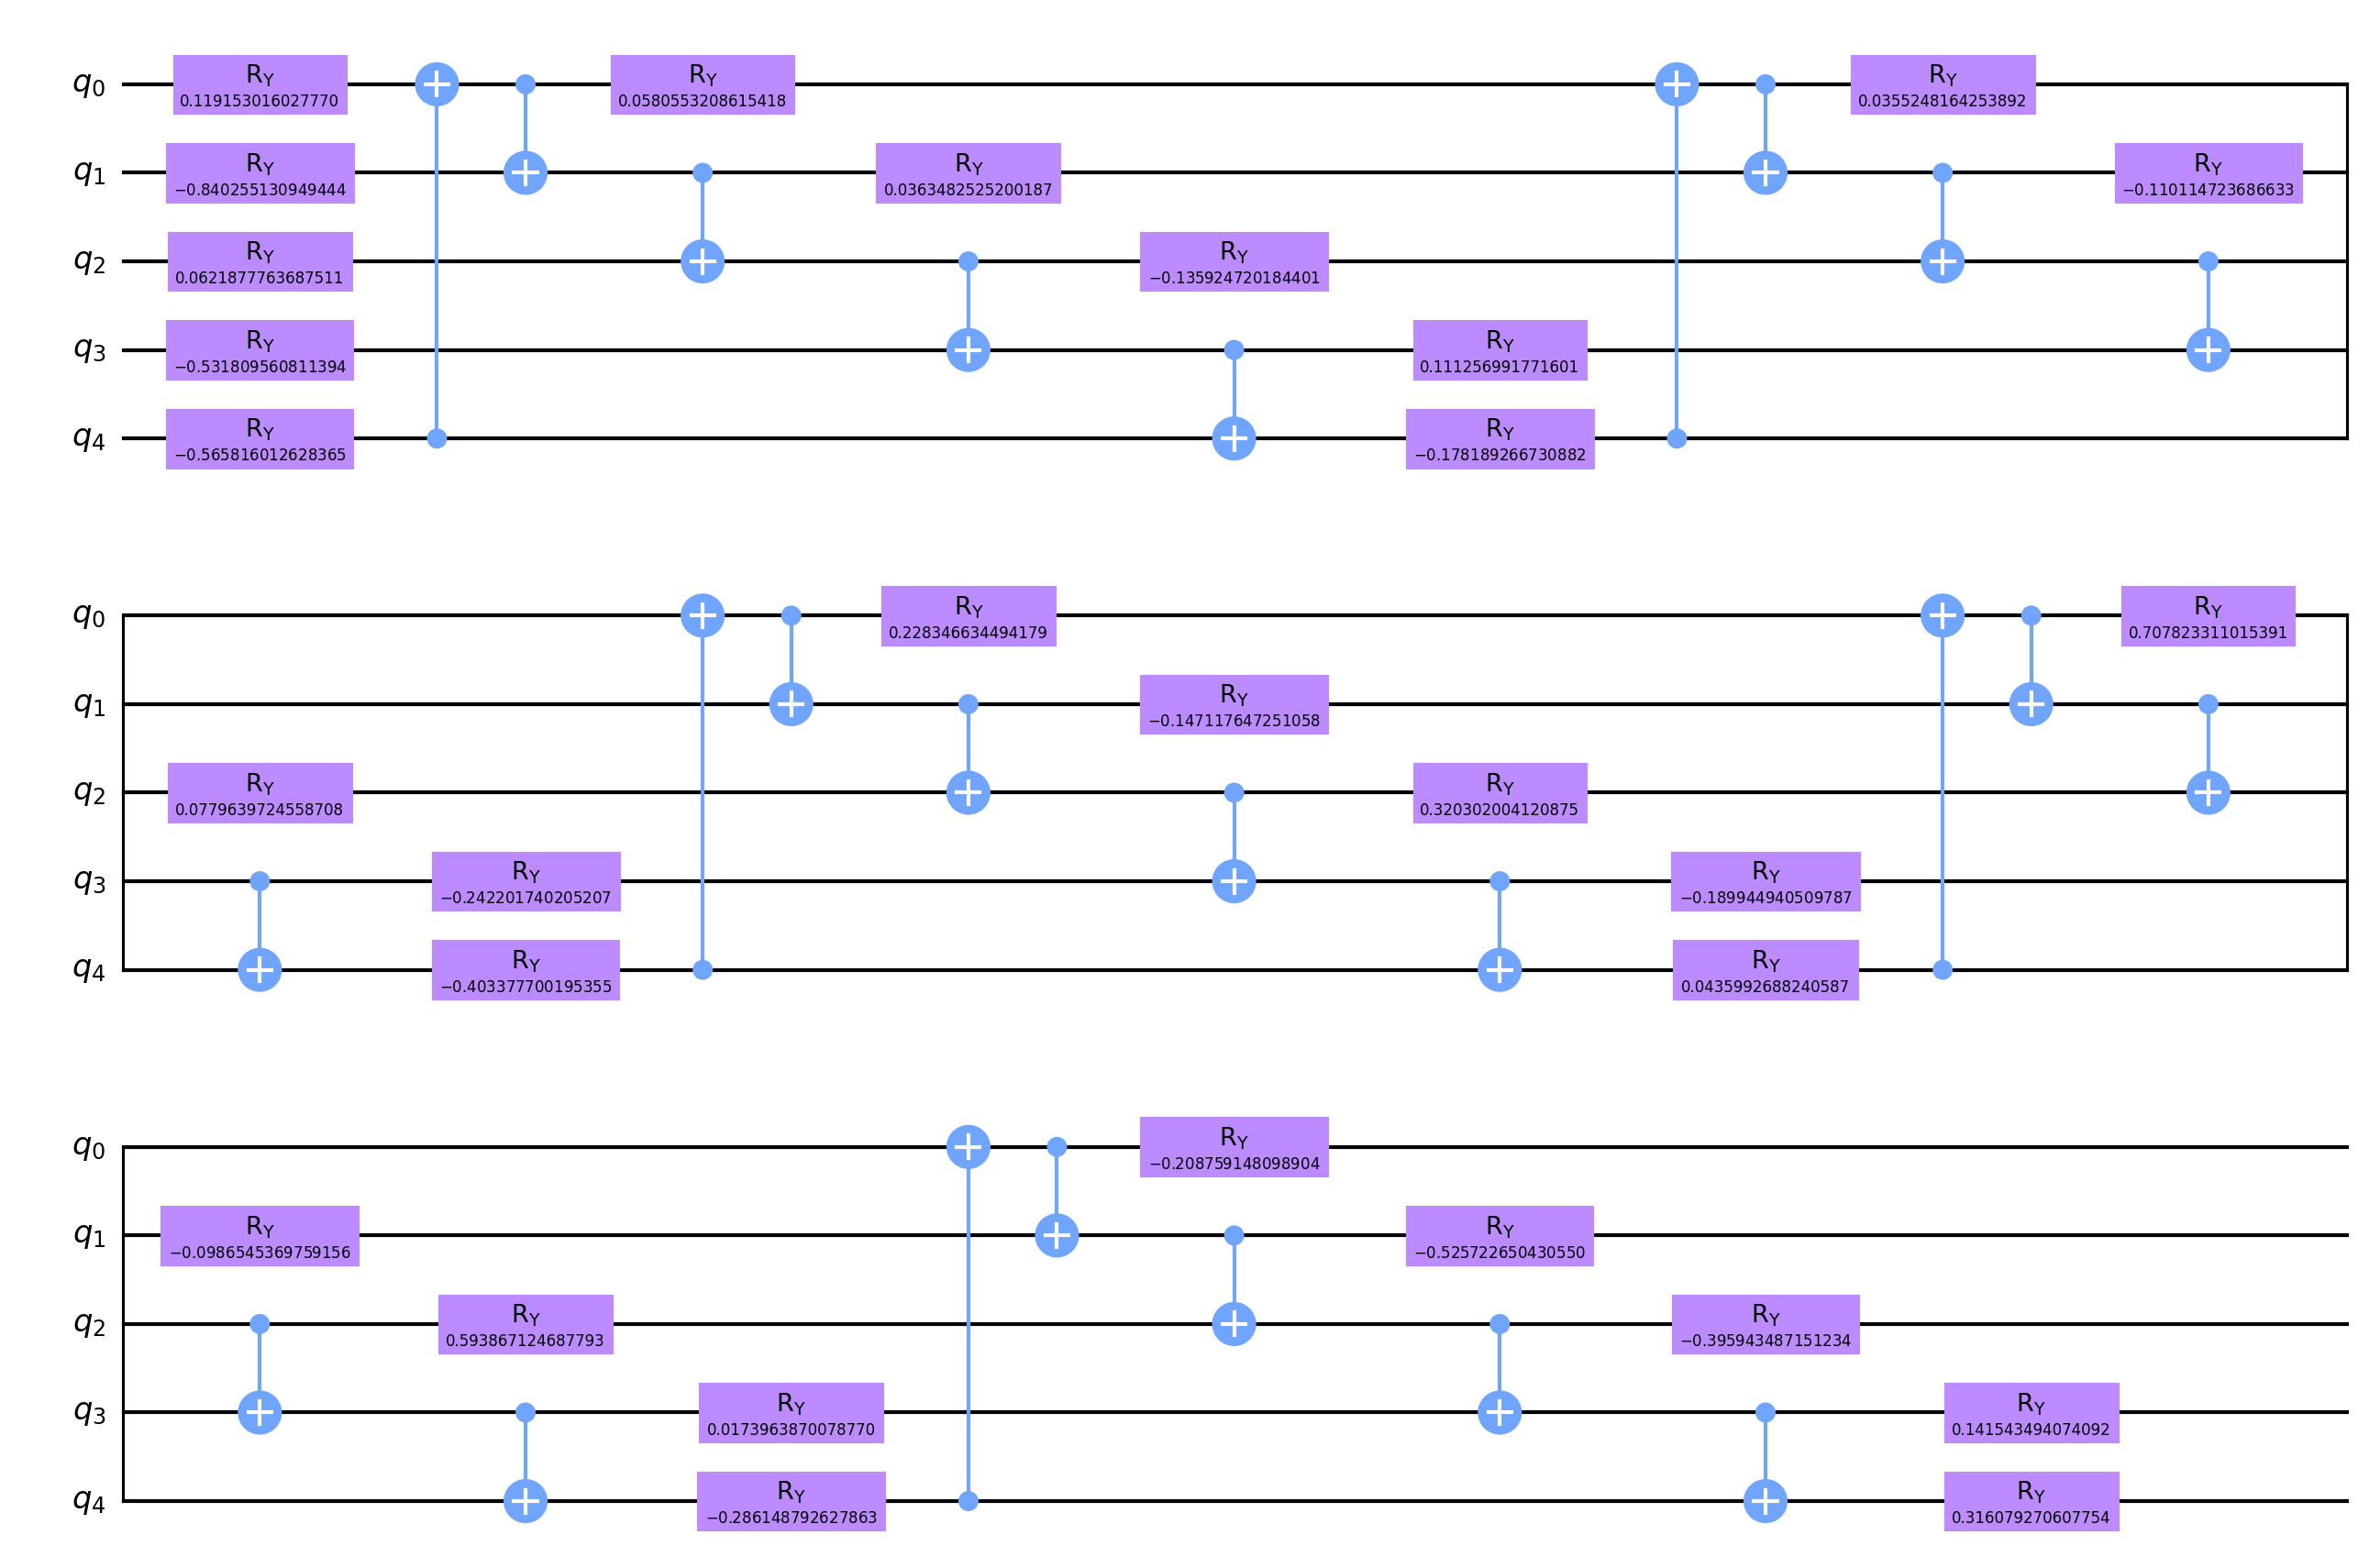 q0 RY RY RY
0.119153016027770 0.0580553208615418 0.0355248164253892
q1 RY RY RY
−0.840255130949444 0.0363482525200187 −0.110114723686633
q2 RY RY
0.0621877763687511 −0.135924720184401
q3 RY RY
−0.531809560811394 0.111256991771601
q4 RY RY
−0.565816012628365 −0.178189266730882
q0 RY RY
0.228346634494179 0.707823311015391
q1 RY
−0.147117647251058
q2 RY RY
0.0779639724558708 0.320302004120875
q3 RY RY
−0.242201740205207 −0.189944940509787
q4 RY RY
−0.403377700195355 0.0435992688240587
q0 RY
−0.208759148098904
q1 RY RY
−0.0986545369759156 −0.525722650430550
q2 RY RY
0.593867124687793 −0.395943487151234
q3 RY RY
0.0173963870078770 0.141543494074092
q4 RY RY
−0.286148792627863 0.316079270607754